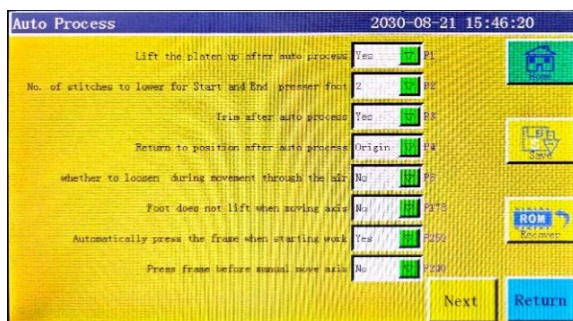 Auto Process 2030-08-21 15:46:20
Lift the platen up after auto process Yes P1
No. of stitches to lower for Start and End presser foot 2 P2
Trim after auto process Yes P3
Return to position after auto process Origin P4
whether to loosen during movement through the air No
Foot does not lift when moving axis No P173
Automatically press the frame when starting work Yes
Press frame before manual move axis No
Home
Save
ROM
Recover
Next
Return